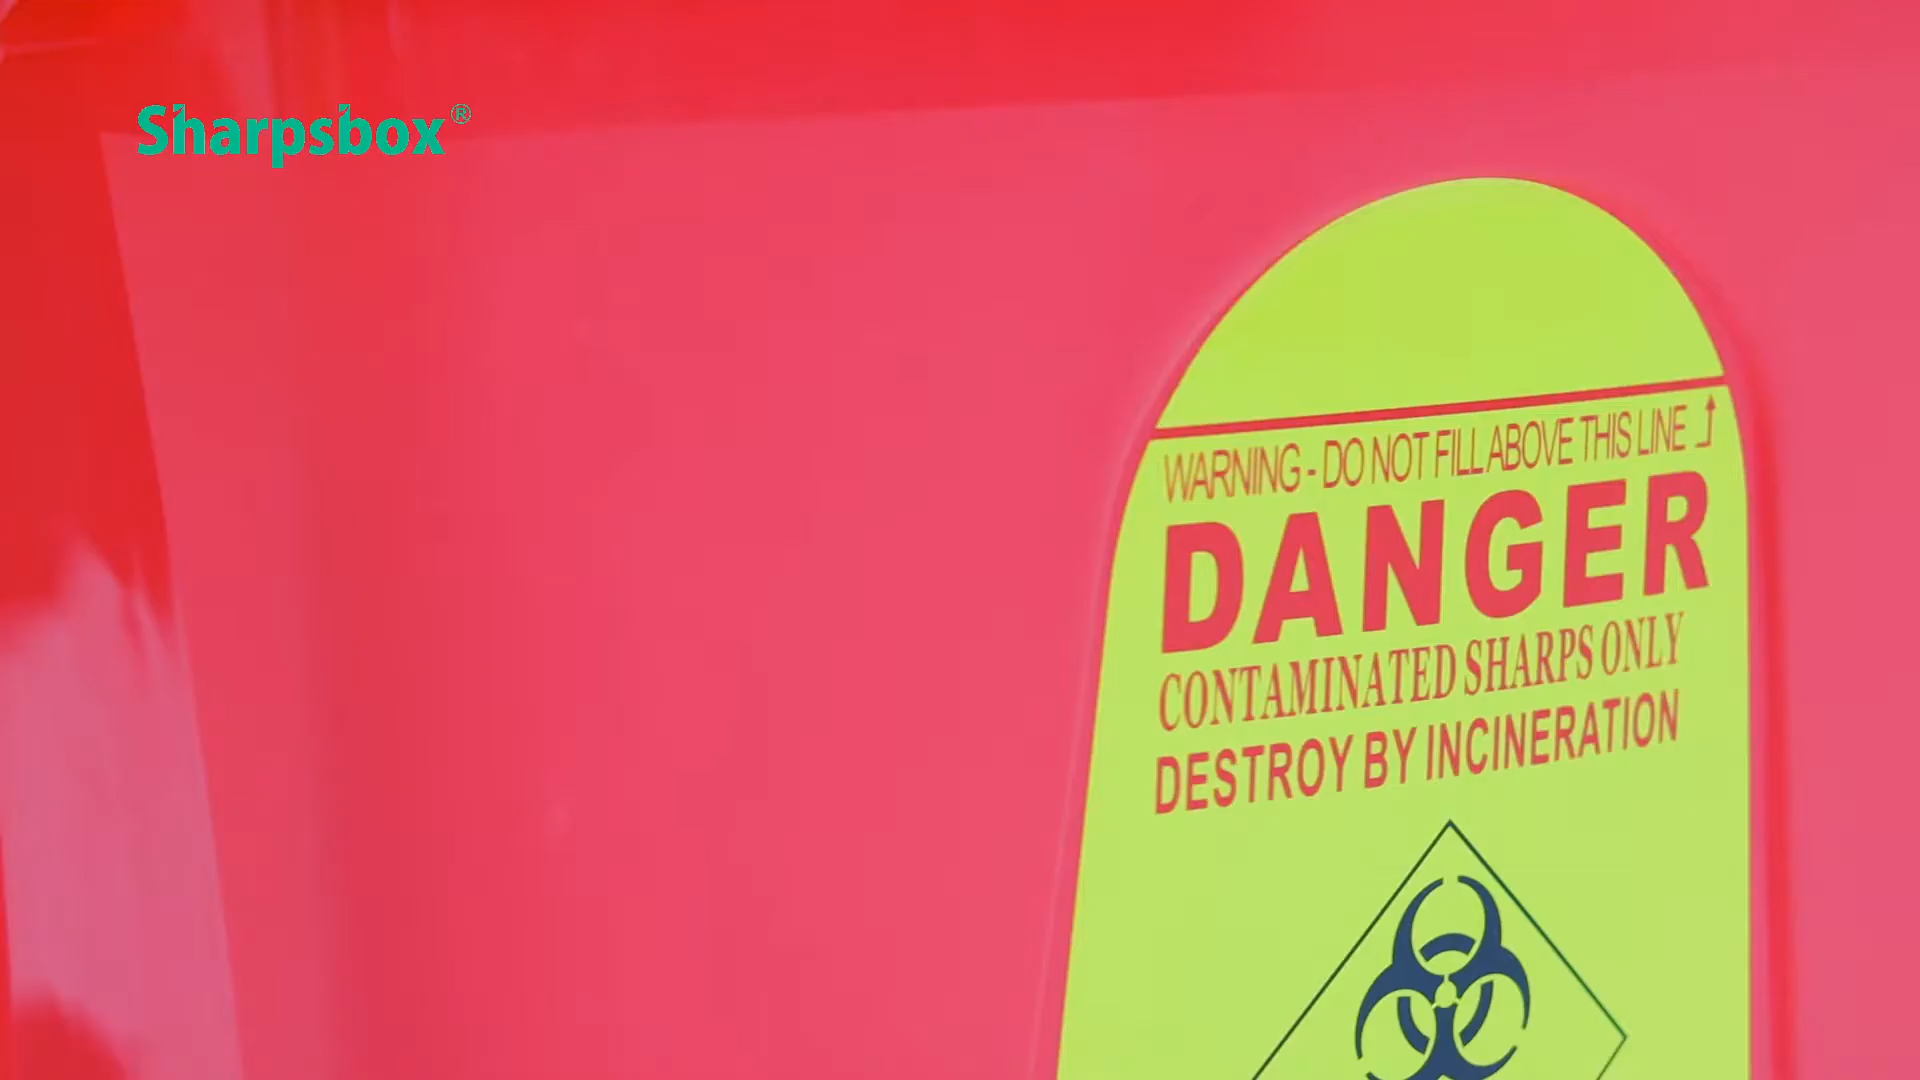 Sharpsbox®
WARNING - DO NOT FILL ABOVE THIS LINE
DANGER
CONTAMINATED SHARPS ONLY
DESTROY BY INCINERATION